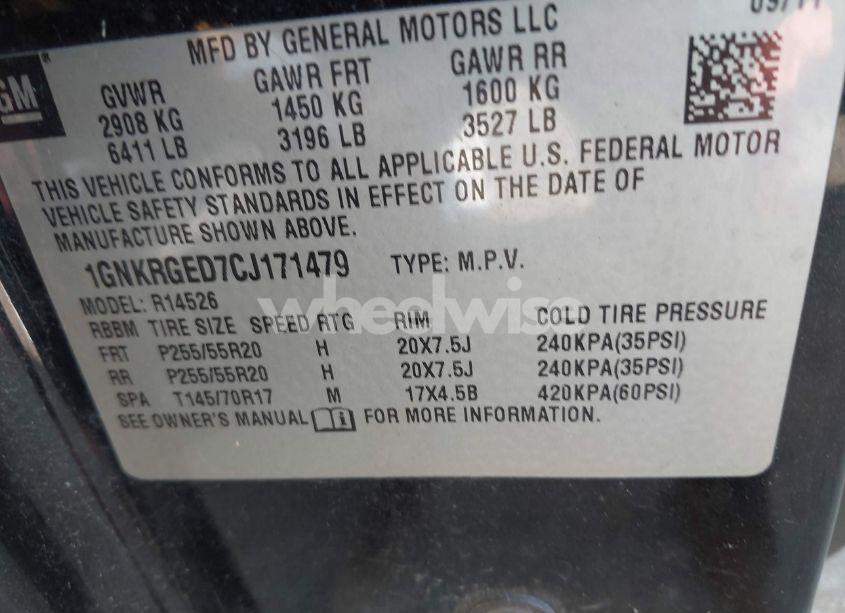 09/11
MFD BY GENERAL MOTORS LLC
GM
GVWR GAWR FRT GAWR RR
2908 KG 1450 KG 1600 KG
6411 LB 3196 LB 3527 LB
THIS VEHICLE CONFORMS TO ALL APPLICABLE U.S. FEDERAL MOTOR
VEHICLE SAFETY STANDARDS IN EFFECT ON THE DATE OF
MANUFACTURE SHOWN ABOVE.
1GNKRGED7CJ171479 TYPE: M.P.V.
MODEL: R14526
wheelwise
RBBM TIRE SIZE SPEED RTG RIM COLD TIRE PRESSURE
FRT P255/55R20 H 20X7.5J 240KPA(35PSI)
RR P255/55R20 H 20X7.5J 240KPA(35PSI)
SPA T145/70R17 M 17X4.5B 420KPA(60PSI)
SEE OWNER'S MANUAL FOR MORE INFORMATION.